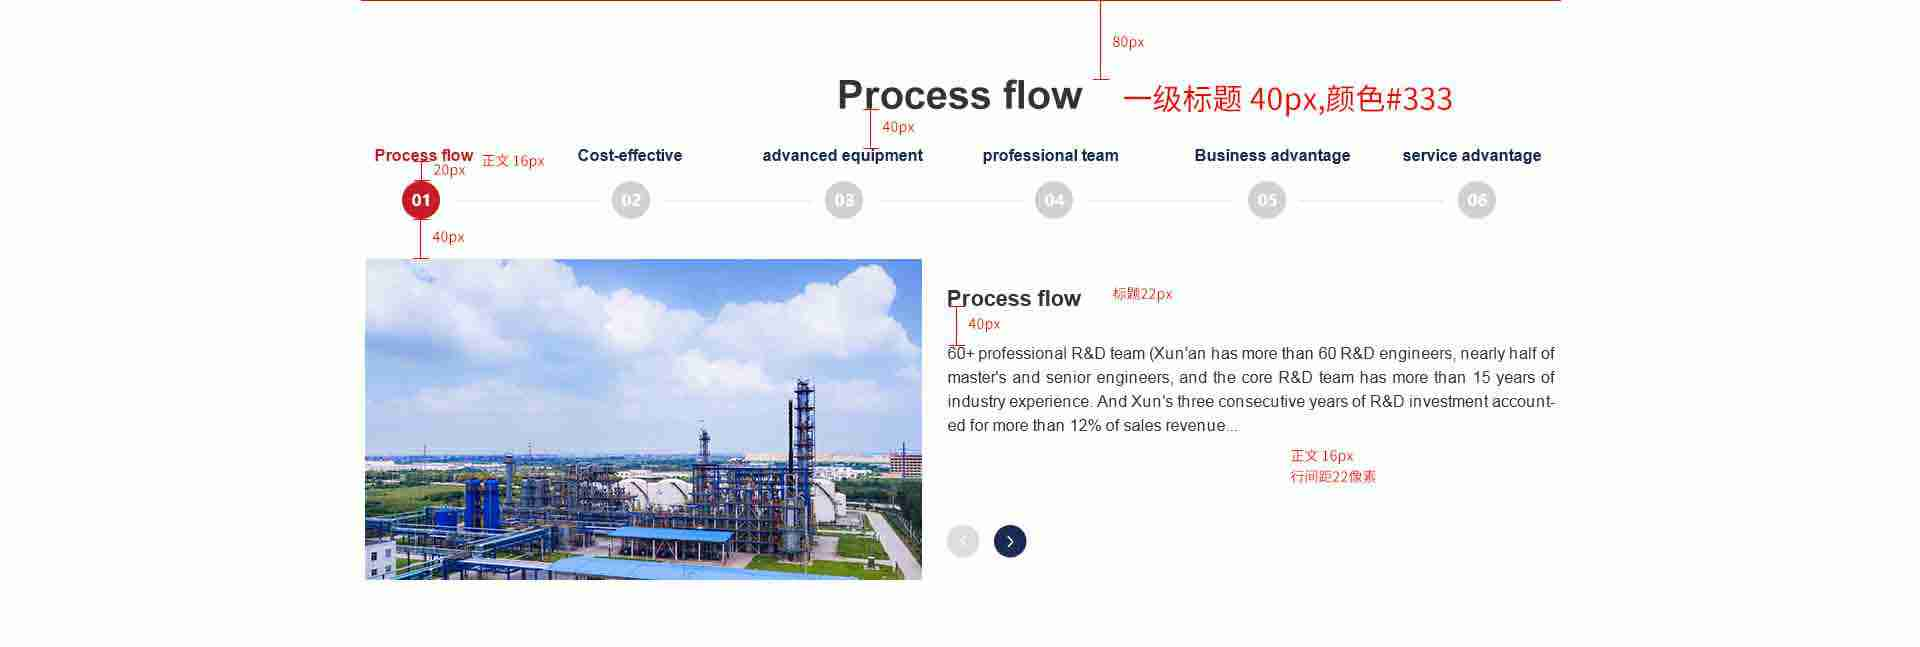 80px
Process flow
一级标题 40px,颜色#333
40px
Process flow
正文 16px
Cost-effective
advanced equipment
professional team
Business advantage
service advantage
20px
01
02
03
04
05
06
40px
Process flow
标题22px
40px
60+ professional R&D team (Xun'an has more than 60 R&D engineers, nearly half of
master's and senior engineers, and the core R&D team has more than 15 years of
industry experience. And Xun's three consecutive years of R&D investment account-
ed for more than 12% of sales revenue...
正文 16px
行间距22像素